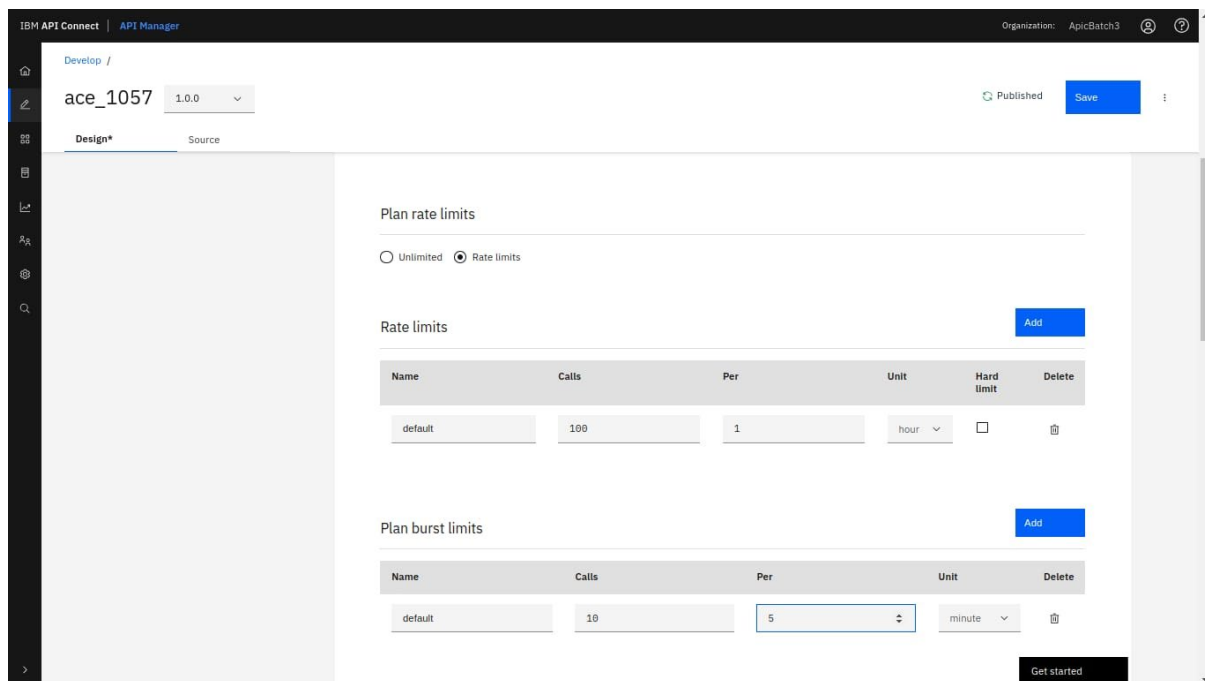 IBM API Connect | API Manager
Organization: ApicBatch3
Develop /
ace_1057 1.0.0
Published
Save
Design* Source
Plan rate limits
Unlimited Rate limits
Rate limits
Add
Name Calls Per Unit Hard limit Delete
default 100 1 hour
Plan burst limits
Add
Name Calls Per Unit Delete
default 10 5 minute
Get started